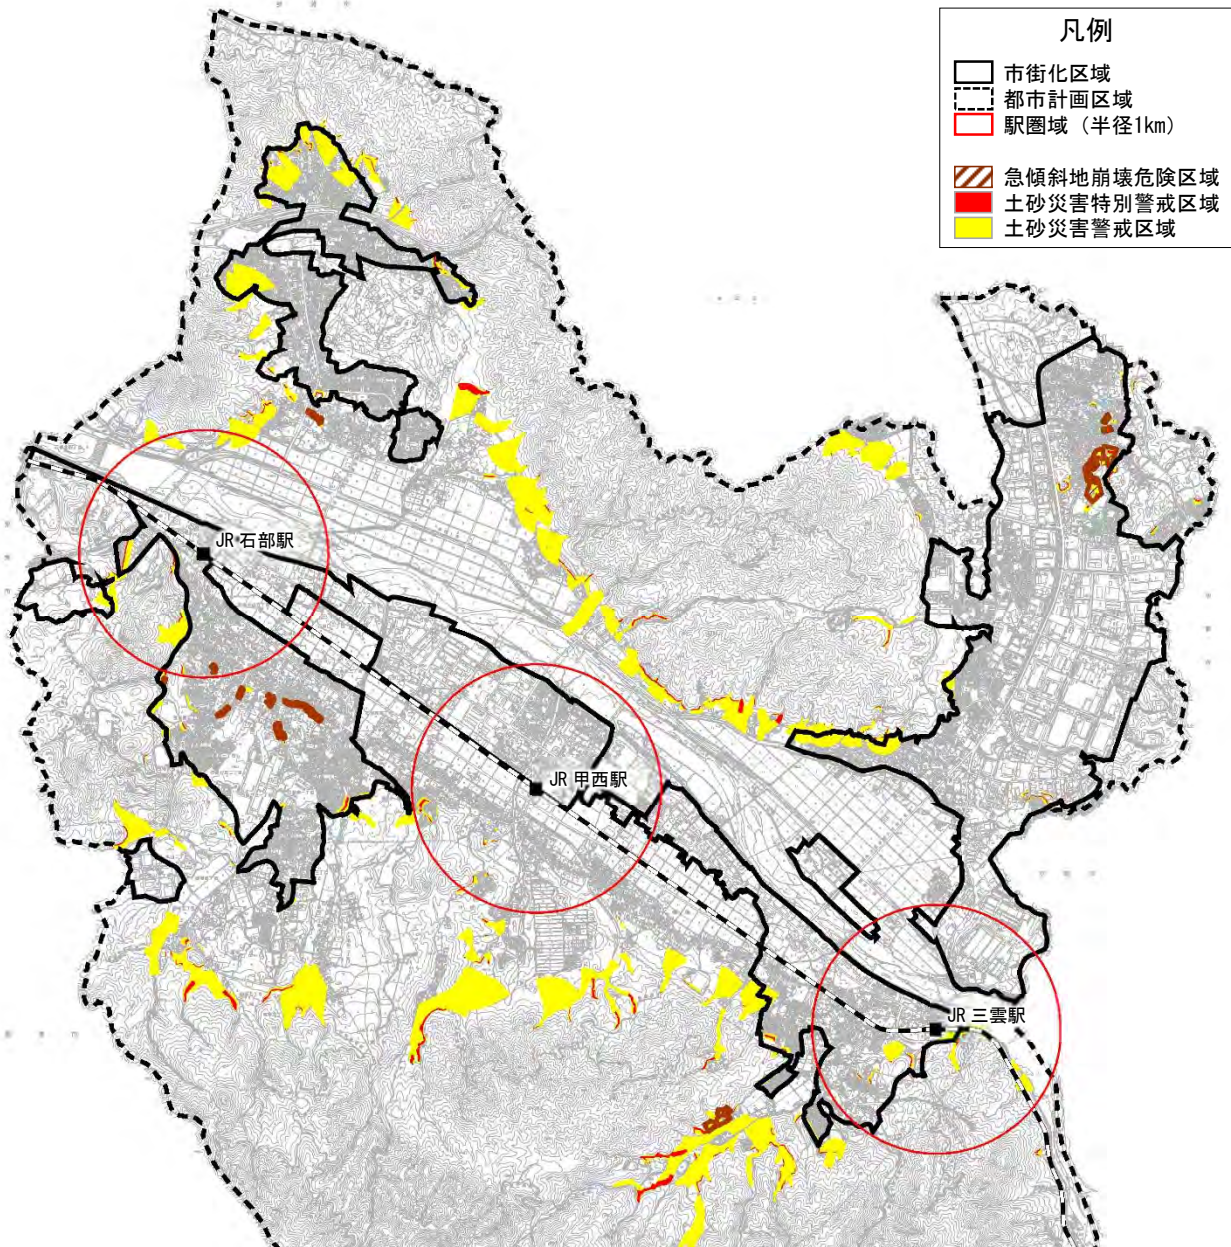 凡例
市街化区域
都市計画区域
駅圏域（半径1km）
急傾斜地崩壊危険区域
土砂災害特別警戒区域
土砂災害警戒区域
JR 石部駅
JR 甲西駅
JR 三雲駅